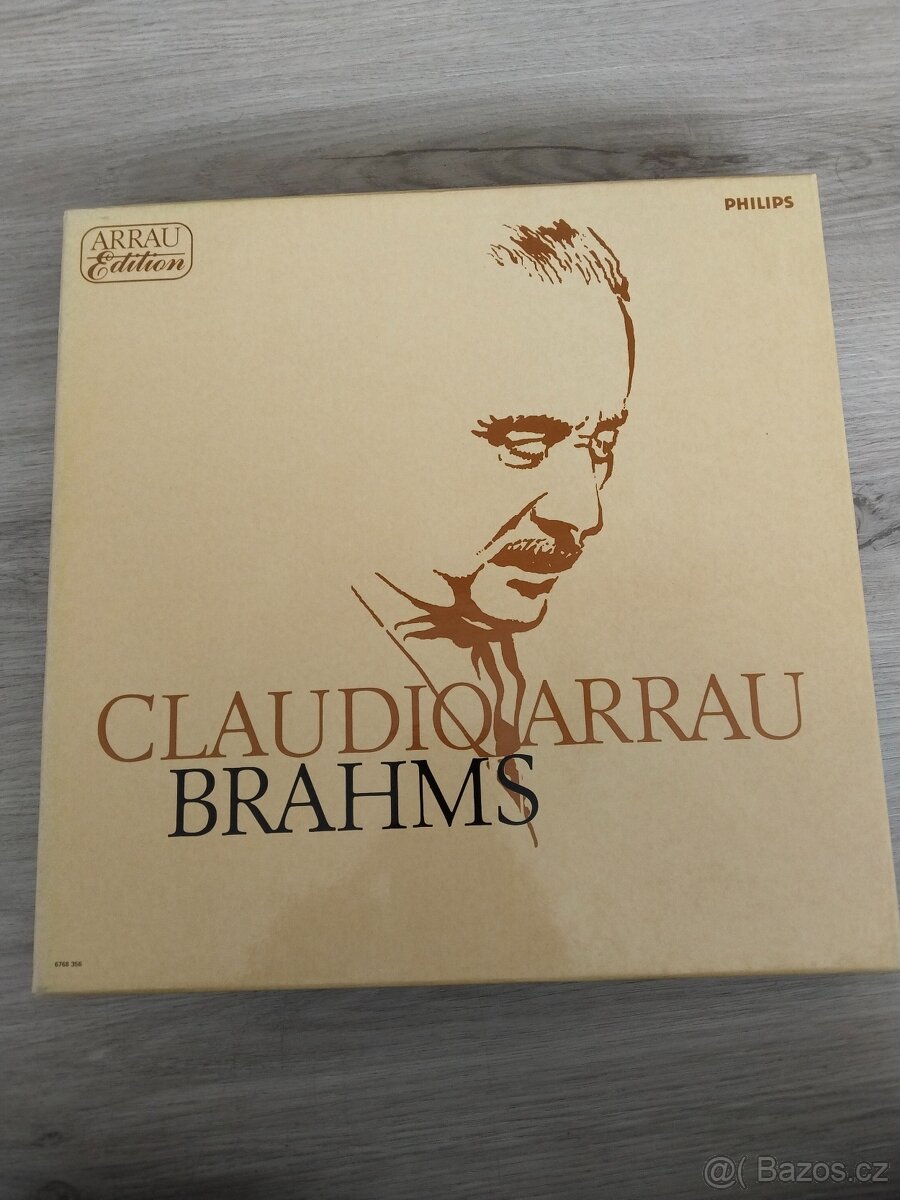 ARRAU
Edition
PHILIPS
CLAUDIO ARRAU
BRAHMS
6768 356
@( Bazos.cz